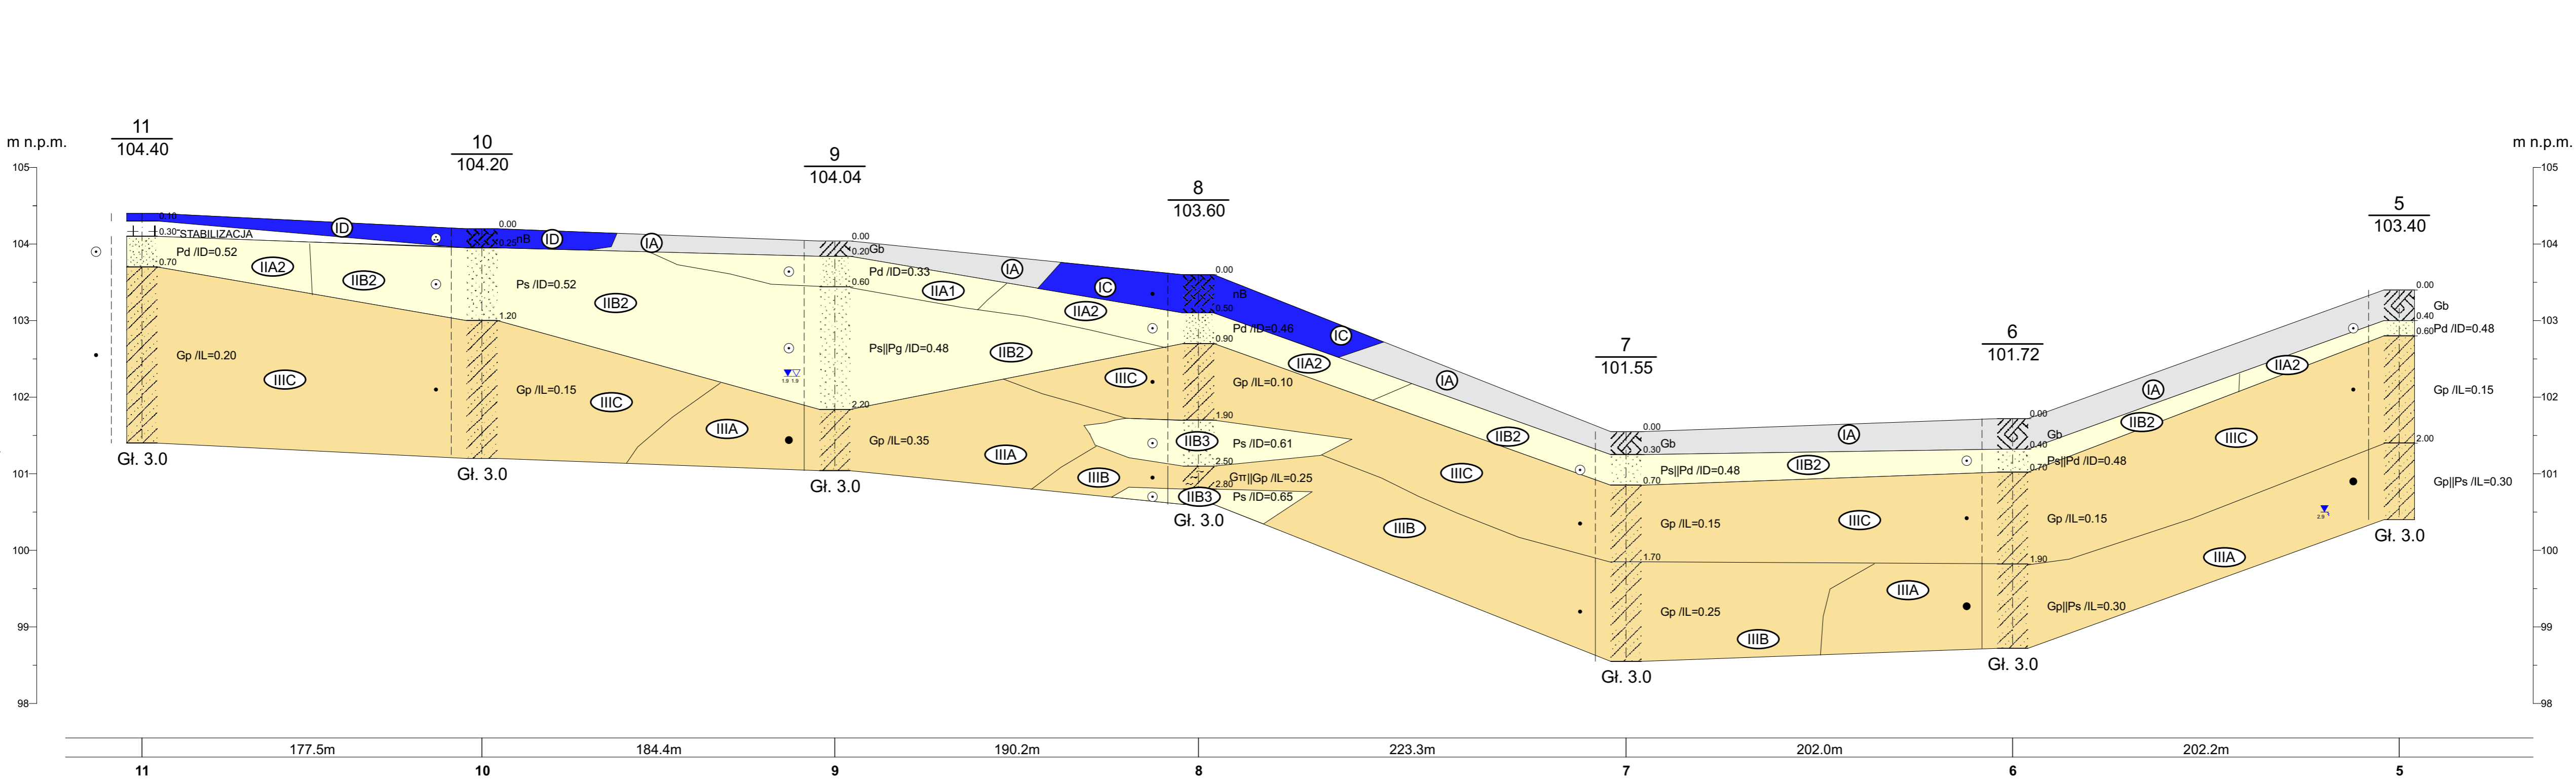 11
104.40
10
104.20
9
104.04
8
103.60
7
101.55
6
101.72
5
103.40
m n.p.m.
m n.p.m.
105
104
103
102
101
100
99
98
105
104
103
102
101
100
99
98
0.10
0.30
"STABILIZACJA
Pd /ID=0.52
0.70
Gp /IL=0.20
Gł. 3.0
ID
IIA2
IIB2
IIIC
0.00
0.25
nB
ID
Ps /ID=0.52
1.20
Gp /IL=0.15
Gł. 3.0
IA
IIB2
IIIC
IIIA
0.00
Gb
0.20
Pd /ID=0.33
0.60
Ps||Pg /ID=0.48
1.9 1.9
2.20
Gp /IL=0.35
Gł. 3.0
IA
IC
IIA1
IIA2
IIB2
IIIC
IIIA
IIIB
0.00
nB
0.50
Pd /ID=0.46
0.90
Gp /IL=0.10
1.90
IIB3
Ps /ID=0.61
2.50
Gπ||Gp /IL=0.25
2.80
IIB3
Ps /ID=0.65
Gł. 3.0
IC
IIA2
IA
IIB2
IIIC
IIIB
0.00
Gb
0.30
Ps||Pd /ID=0.48
0.70
Gp /IL=0.15
1.70
Gp /IL=0.25
Gł. 3.0
IA
IIB2
IIIC
IIIA
IIIB
0.00
Gb
0.40
Ps||Pd /ID=0.48
0.70
Gp /IL=0.15
1.90
Gp||Ps /IL=0.30
Gł. 3.0
IA
IIA2
IIB2
IIIC
IIIA
2.9
0.00
Gb
0.40
0.60
Pd /ID=0.48
Gp /IL=0.15
2.00
Gp||Ps /IL=0.30
Gł. 3.0
177.5m
184.4m
190.2m
223.3m
202.0m
202.2m
11
10
9
8
7
6
5